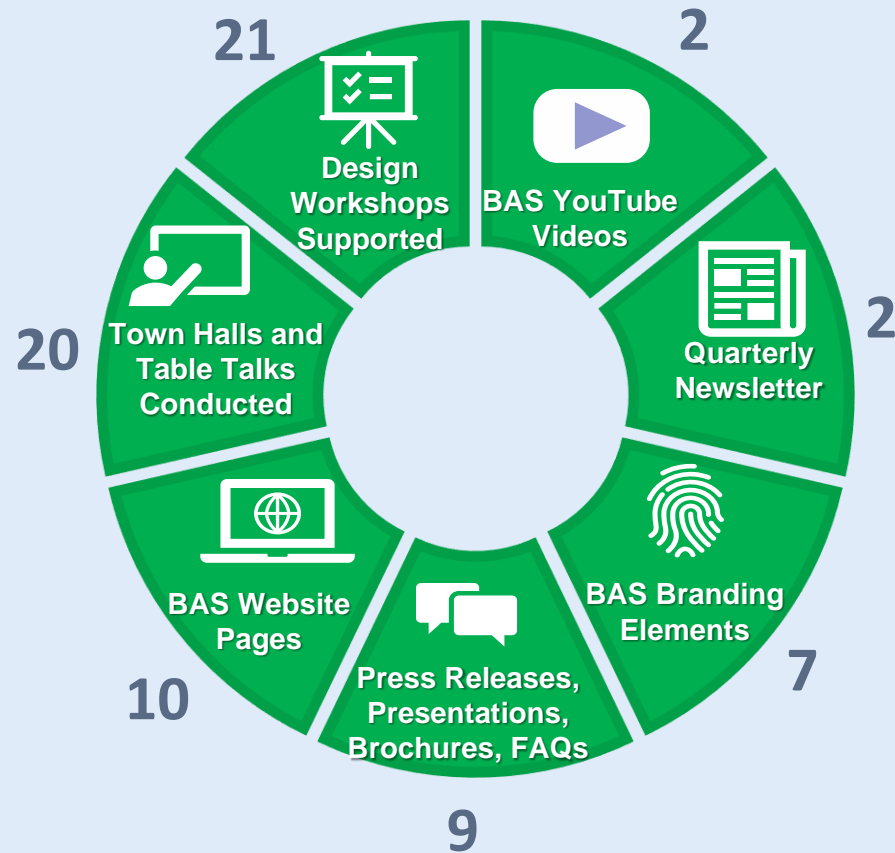 2
BAS YouTube
Videos
2
Quarterly
Newsletter
7
BAS Branding
Elements
9
Press Releases,
Presentations,
Brochures, FAQs
10
BAS Website
Pages
20
Town Halls and
Table Talks
Conducted
21
Design
Workshops
Supported